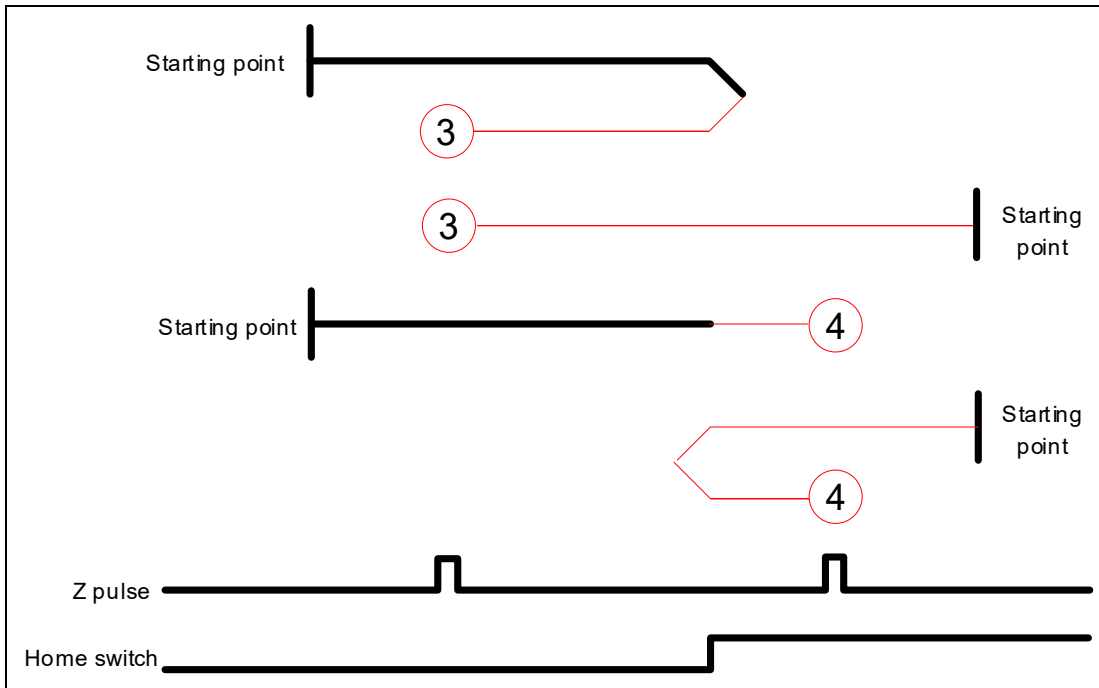 Starting point
3
3
Starting
point
Starting point
4
Starting
point
4
Z pulse
Home switch